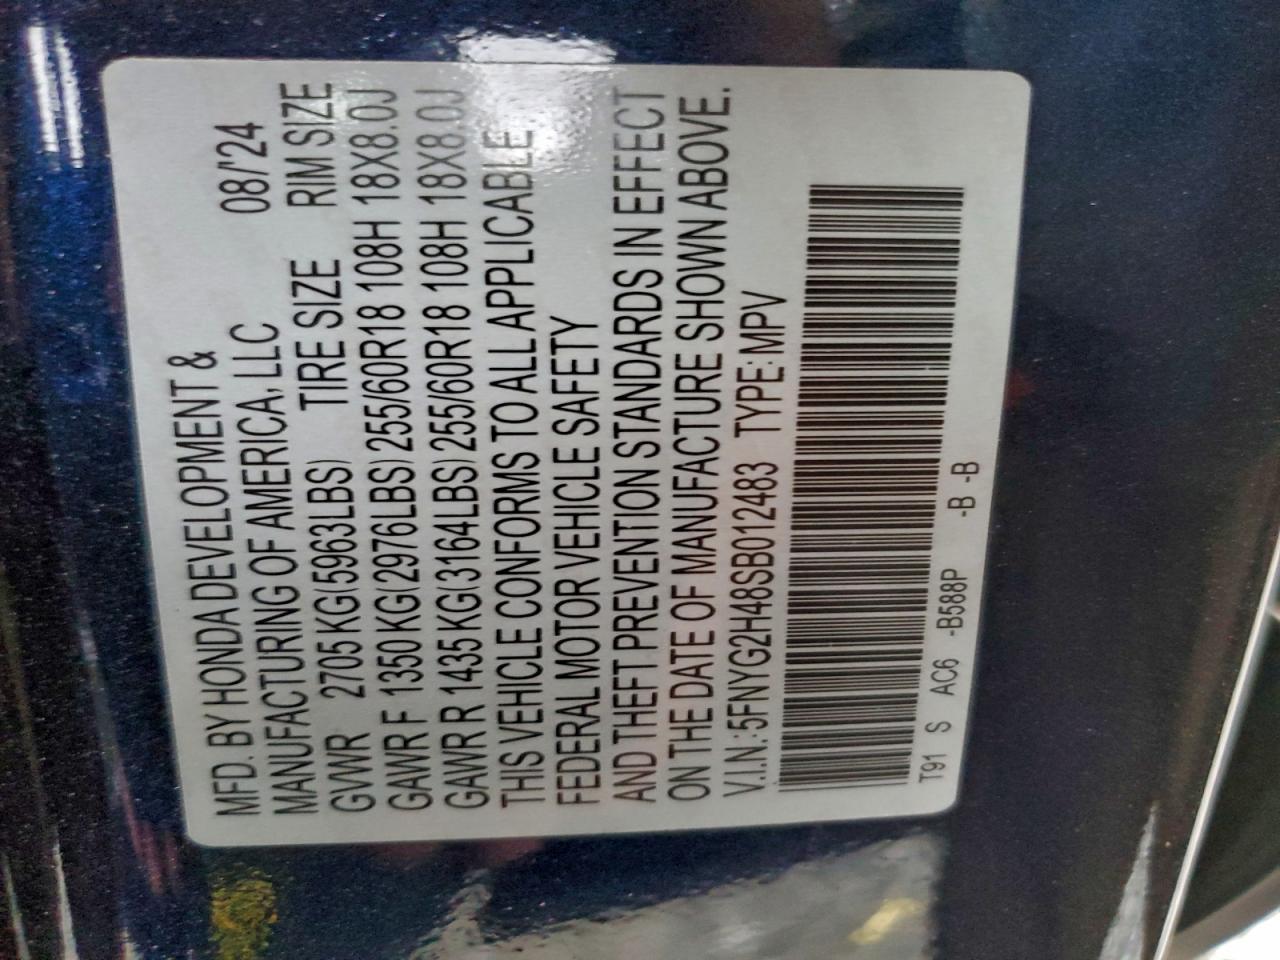 MFD. BY HONDA DEVELOPMENT &
MANUFACTURING OF AMERICA, LLC 08/'24
GVWR 2705 KG(5963LBS) TIRE SIZE RIM SIZE
GAWR F 1350 KG(2976LBS) 255/60R18 108H 18X8.0J
GAWR R 1435 KG(3164LBS) 255/60R18 108H 18X8.0J
THIS VEHICLE CONFORMS TO ALL APPLICABLE
FEDERAL MOTOR VEHICLE SAFETY
AND THEFT PREVENTION STANDARDS IN EFFECT
ON THE DATE OF MANUFACTURE SHOWN ABOVE.
V.I.N.: 5FNYG2H48SB012483 TYPE: MPV
T91 S AC6 -B588P -B -B